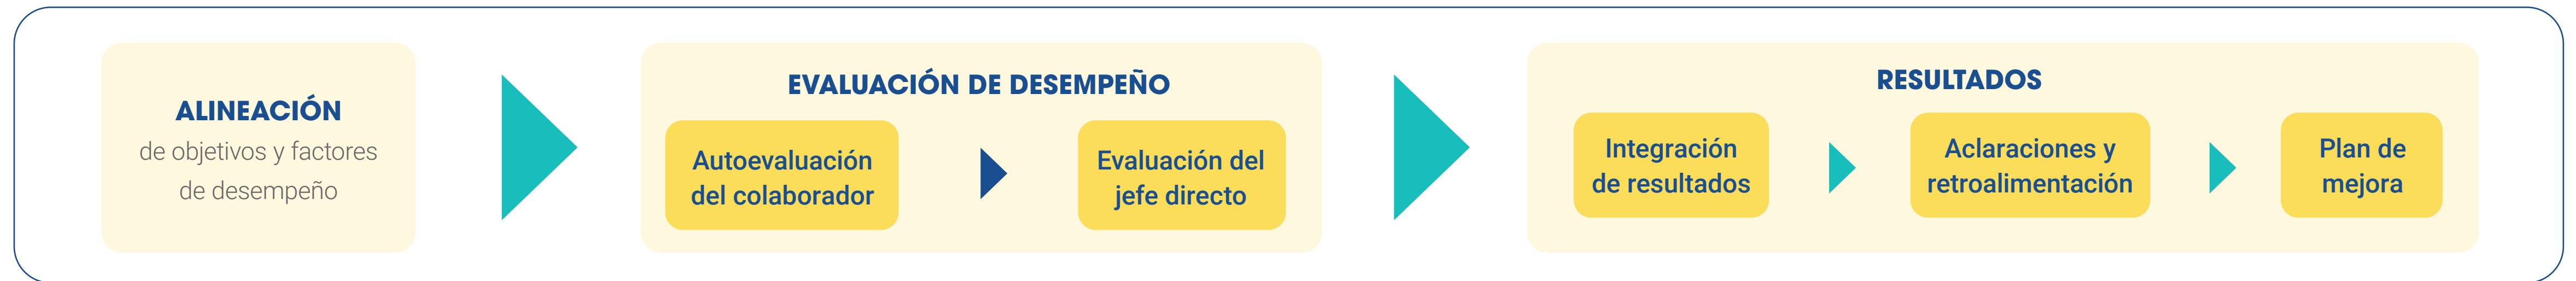 ALINEACIÓN
de objetivos y factores
de desempeño
EVALUACIÓN DE DESEMPEÑO
Autoevaluación
del colaborador
Evaluación del
jefe directo
RESULTADOS
Integración
de resultados
Aclaraciones y
retroalimentación
Plan de
mejora